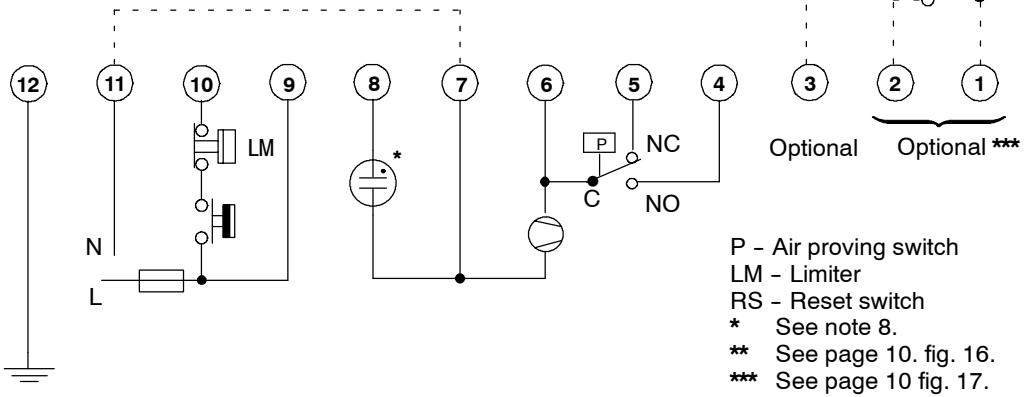 12 11 10 9 8 7 6 5 4 3 2 1
LM
*
P
NC
C
NO
Optional
Optional ***
N
L
P - Air proving switch
LM - Limiter
RS - Reset switch
* See note 8.
** See page 10. fig. 16.
*** See page 10 fig. 17.